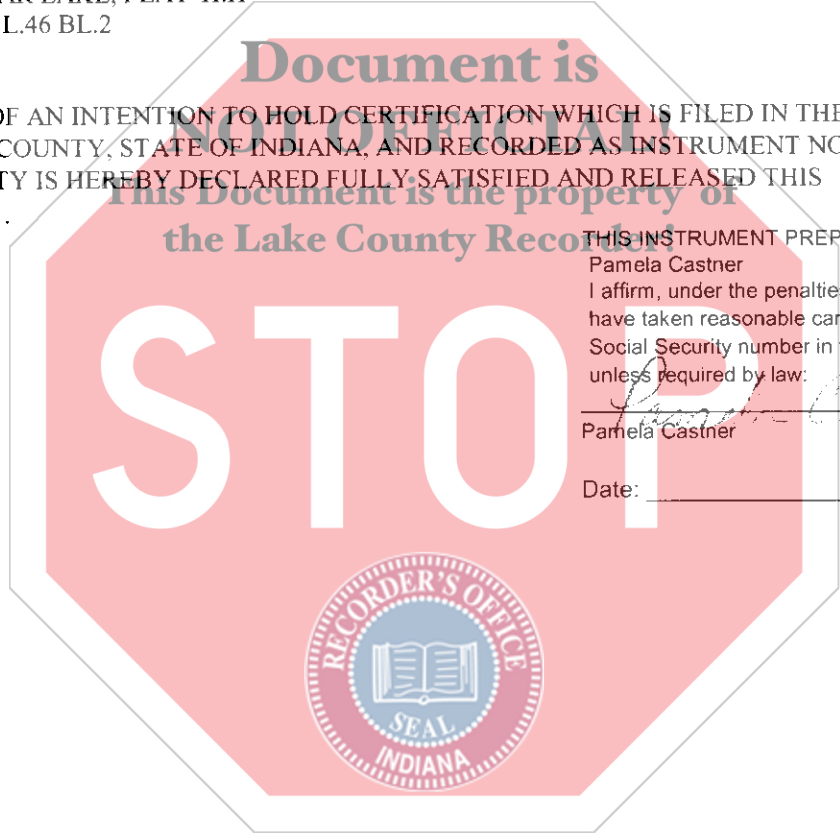 L.46 BL.2
Document is
OF AN INTENTION TO HOLD CERTIFICATION WHICH IS FILED IN THE
NOT OFFICIAL!
COUNTY, STATE OF INDIANA, AND RECORDED AS INSTRUMENT NO
TY IS HEREBY DECLARED FULLY SATISFIED AND RELEASED THIS
This Document is the property of
the Lake County Recorder!
THIS INSTRUMENT PREP
Pamela Castner
I affirm, under the penaltie
have taken reasonable car
Social Security number in
unless required by law:
Pamela Castner
Date:
STOP
RECORDER'S OFFICE
SEAL
INDIANA